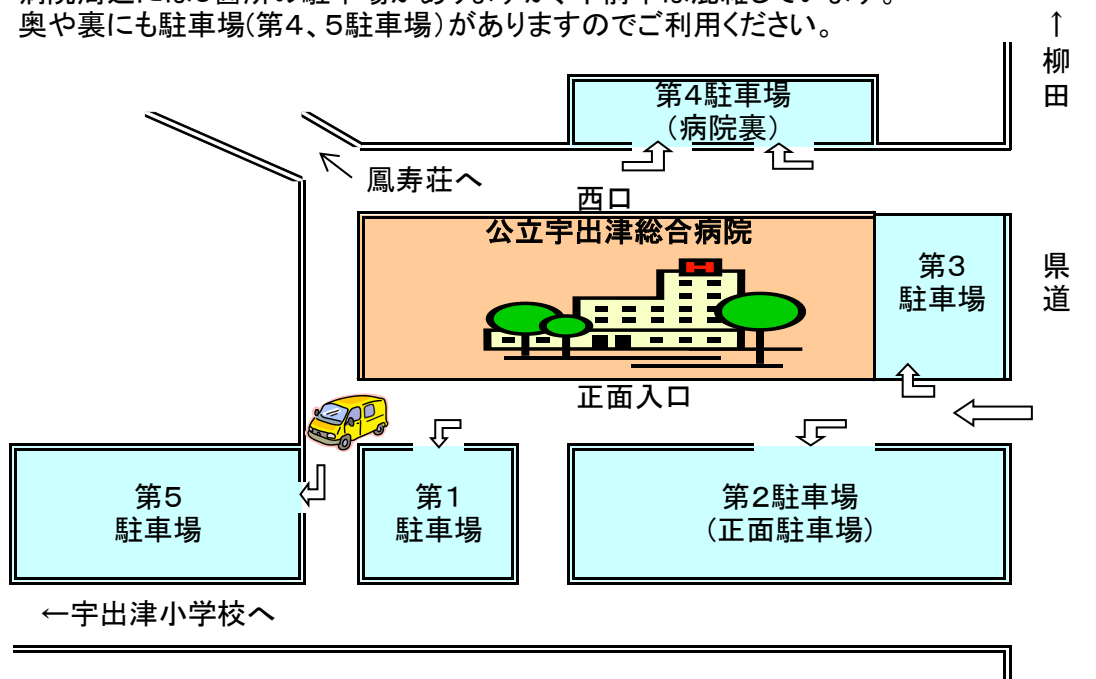 奥や裏にも駐車場(第4、5駐車場)がありますのでご利用ください。
↑
柳
田
第4駐車場
(病院裏)
鳳寿荘へ
西口
公立宇出津総合病院
第3
駐車場
県
道
正面入口
第5
駐車場
第1
駐車場
第2駐車場
(正面駐車場)
←宇出津小学校へ